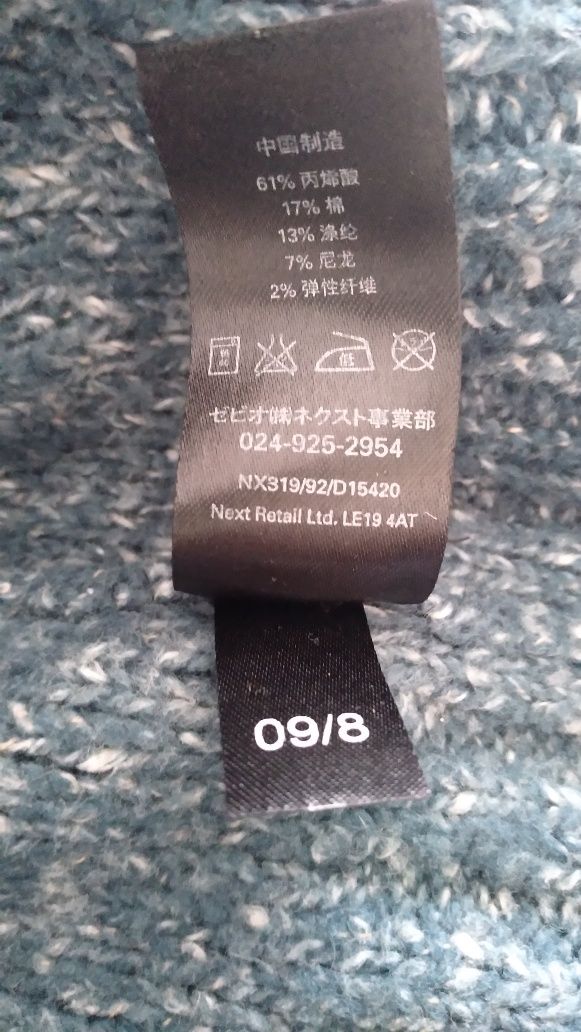 中国制造
61% 丙烯酸
17% 棉
13% 涤纶
7% 尼龙
2% 弹性纤维
低
ゼビオ㈱ネクスト事業部
024-925-2954
NX319/92/D15420
Next Retail Ltd. LE19 4AT
09/8